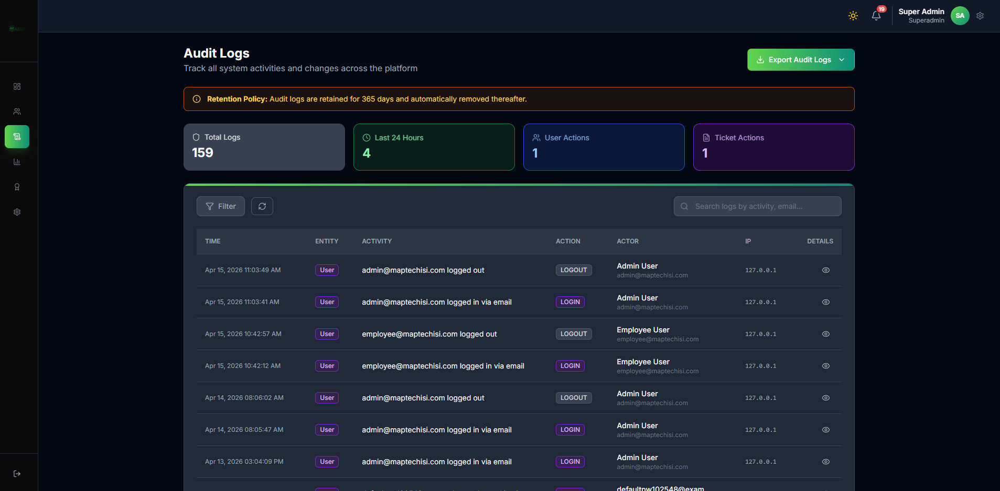 19
Super Admin
Superadmin
SA
Audit Logs
Track all system activities and changes across the platform
Export Audit Logs
Retention Policy: Audit logs are retained for 365 days and automatically removed thereafter.
Total Logs
159
Last 24 Hours
4
User Actions
1
Ticket Actions
1
Filter
Search logs by activity, email...
TIME ENTITY ACTIVITY ACTION ACTOR IP DETAILS
Apr 15, 2026 11:03:49 AM User admin@maptechisi.com logged out LOGOUT Admin User 127.0.0.1
admin@maptechisi.com
Apr 15, 2026 11:03:41 AM User admin@maptechisi.com logged in via email LOGIN Admin User 127.0.0.1
admin@maptechisi.com
Apr 15, 2026 10:42:57 AM User employee@maptechisi.com logged out LOGOUT Employee User 127.0.0.1
employee@maptechisi.com
Apr 15, 2026 10:42:12 AM User employee@maptechisi.com logged in via email LOGIN Employee User 127.0.0.1
employee@maptechisi.com
Apr 14, 2026 08:06:02 AM User admin@maptechisi.com logged out LOGOUT Admin User 127.0.0.1
admin@maptechisi.com
Apr 14, 2026 08:05:47 AM User admin@maptechisi.com logged in via email LOGIN Admin User 127.0.0.1
admin@maptechisi.com
Apr 13, 2026 03:04:09 PM User admin@maptechisi.com logged in via email LOGIN Admin User 127.0.0.1
admin@maptechisi.com
defaultpw102548@exam